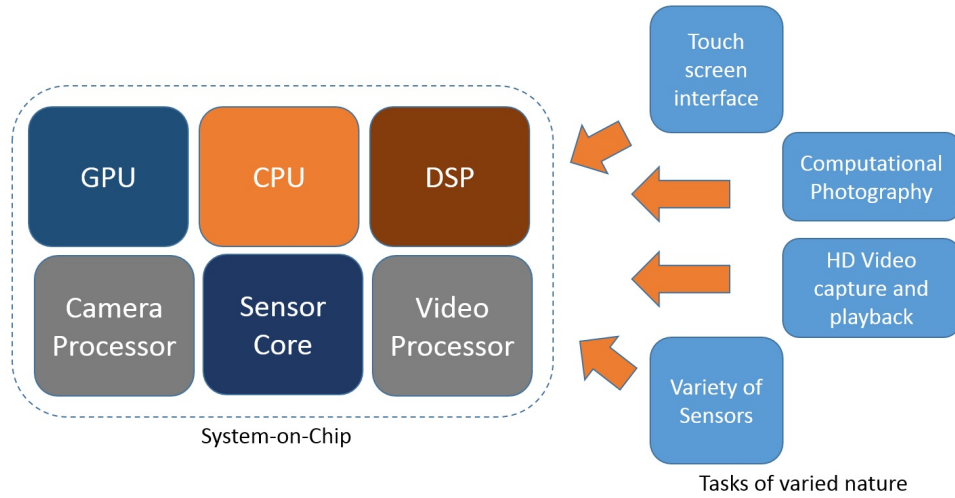 GPU
CPU
DSP
Camera
Processor
Sensor
Core
Video
Processor
System-on-Chip
Touch
screen
interface
Computational
Photography
HD Video
capture and
playback
Variety of
Sensors
Tasks of varied nature